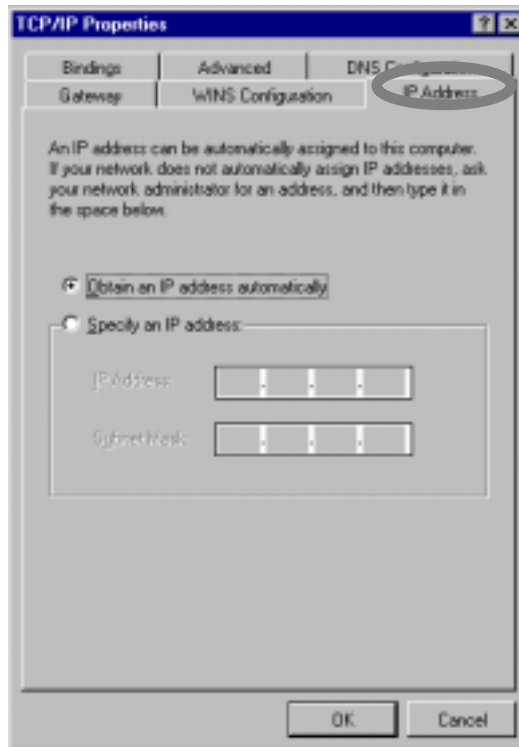 TCP/IP Properties
Bindings
Advanced
DNS Configuration
Gateway
WINS Configuration
IP Address
An IP address can be automatically assigned to this computer.
If your network does not automatically assign IP addresses, ask
your network administrator for an address, and then type it in
the space below.
Obtain an IP address automatically
Specify an IP address:
IP Address:
Subnet Mask:
OK
Cancel